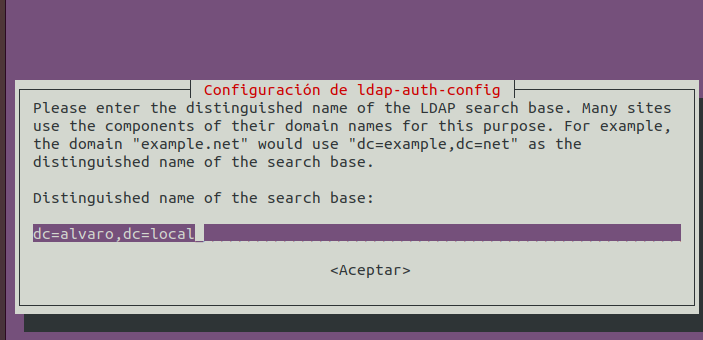 Configuración de ldap-auth-config
Please enter the distinguished name of the LDAP search base. Many sites
use the components of their domain names for this purpose. For example,
the domain "example.net" would use "dc=example,dc=net" as the
distinguished name of the search base.
Distinguished name of the search base:
dc=alvaro,dc=local
<Aceptar>